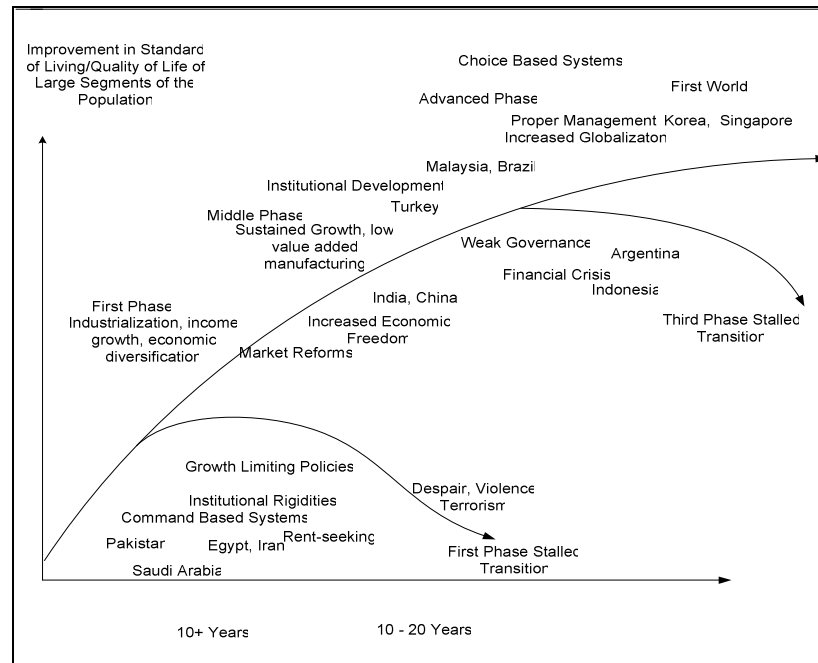 Improvement in Standard
of Living/Quality of Life of
Large Segments of the
Population
Choice Based Systems
First World
Advanced Phase
Proper Management Korea, Singapore
Increased Globalizaton
Malaysia, Brazil
Institutional Development
Turkey
Middle Phase
Sustained Growth, low
value added
manufacturing
Weak Governance
Argentina
Financial Crisis
Indonesia
India, China
First Phase
Industrialization, income
growth, economic
diversification
Increased Economic
Freedom
Market Reforms
Third Phase Stalled
Transition
Growth Limiting Policies
Institutional Rigidities
Command Based Systems
Despair, Violence
Terrorism
Pakistan
Egypt, Iran
Rent-seeking
First Phase Stalled
Transition
Saudi Arabia
10+ Years
10 - 20 Years